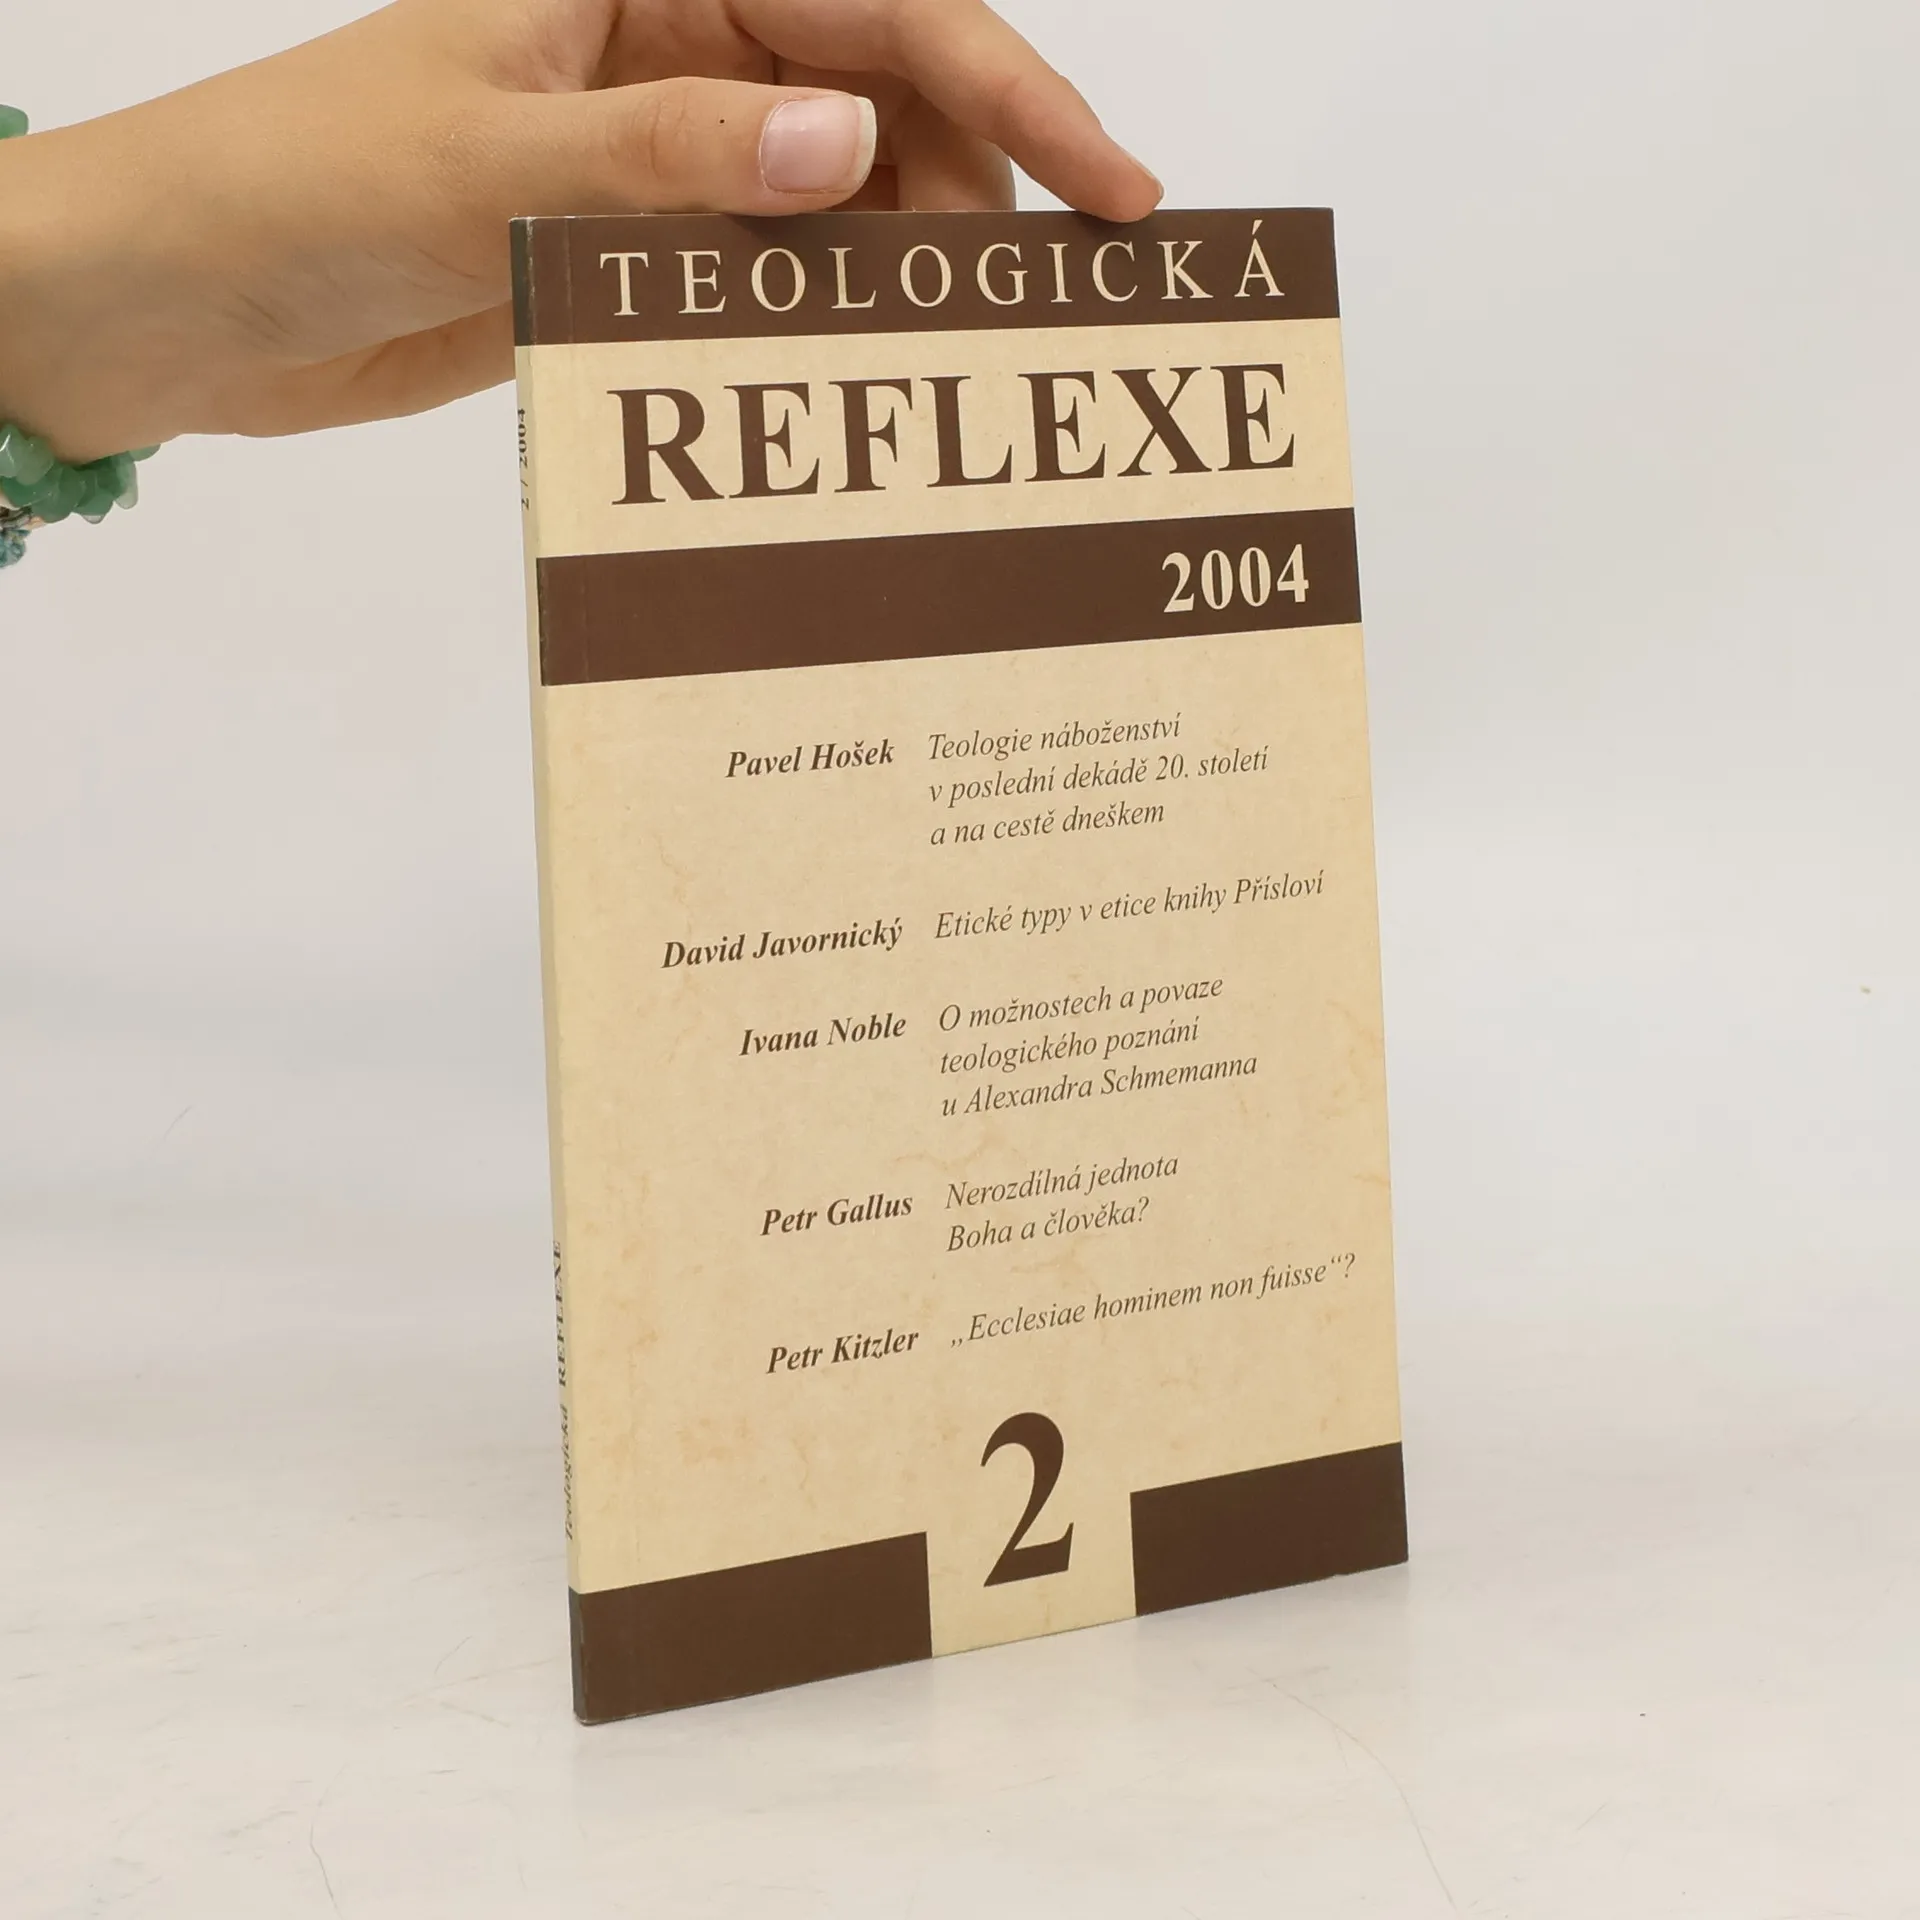 TEOLOGICKÁ
REFLEXE
2004
Pavel Hošek Teologie náboženství
v poslední dekádě 20. století
a na cestě dneškem
David Javornický Etické typy v etice knihy Přísloví
Ivana Noble O možnostech a povaze
teologického poznání
u Alexandra Schmemanna
Petr Gallus Nerozdílná jednota
Boha a člověka?
Petr Kitzler „Ecclesiae hominem non fuisse“?
2
2 / 2004
Teologická REFLEXE